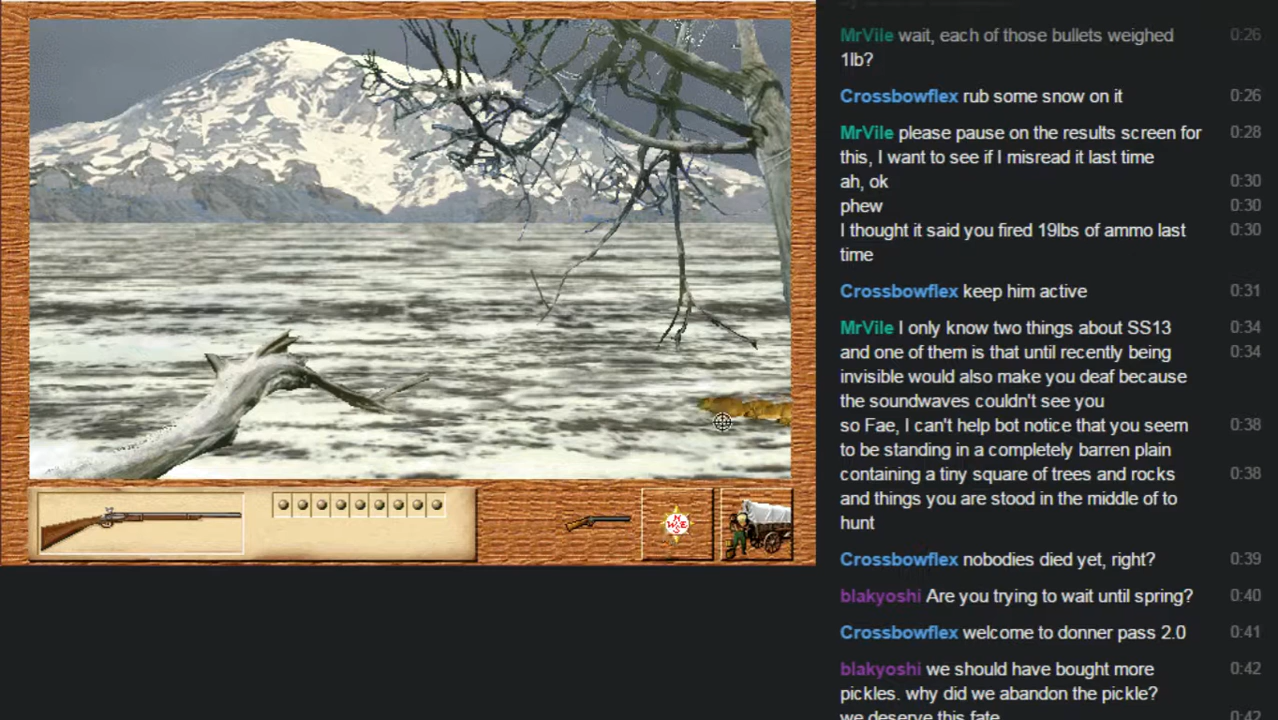 MrVile wait, each of those bullets weighed 0:26
1lb?
Crossbowflex rub some snow on it 0:26
MrVile please pause on the results screen for 0:28
this, I want to see if I misread it last time
ah, ok 0:30
phew 0:30
I thought it said you fired 19lbs of ammo last 0:30
time
Crossbowflex keep him active 0:31
MrVile I only know two things about SS13 0:34
and one of them is that until recently being 0:34
invisible would also make you deaf because
the soundwaves couldn't see you
so Fae, I can't help bot notice that you seem 0:38
to be standing in a completely barren plain
containing a tiny square of trees and rocks 0:38
and things you are stood in the middle of to
hunt
Crossbowflex nobodies died yet, right? 0:39
blakyoshi Are you trying to wait until spring? 0:40
Crossbowflex welcome to donner pass 2.0 0:41
blakyoshi we should have bought more 0:42
pickles. why did we abandon the pickle?
we deserve this fate 0:42
N
W E
S